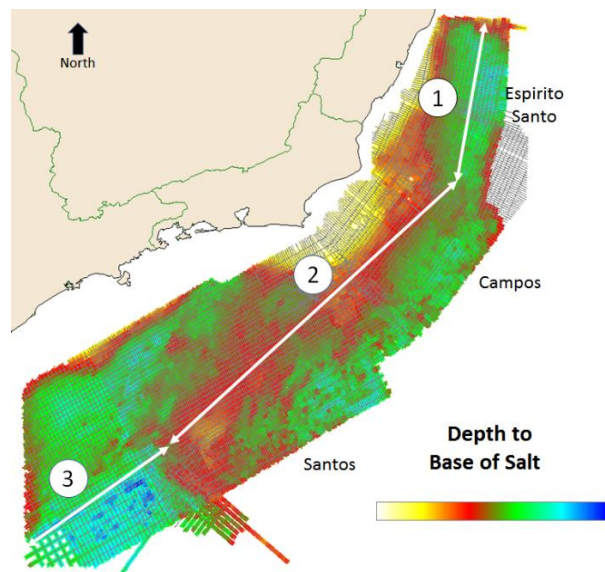 North
1
Espirito
Santo
2
Campos
3
Santos
Depth to
Base of Salt